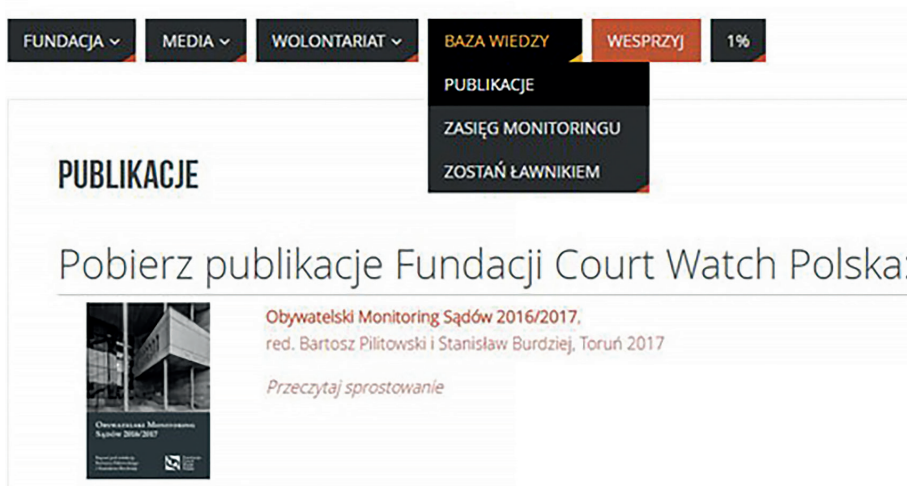 FUNDACJA
MEDIA
WOLONTARIAT
BAZA WIEDZY
WESPRZYJ
1%
PUBLIKACJE
ZASIĘG MONITORINGU
ZOSTAŃ ŁAWNIKIEM
PUBLIKACJE
Pobierz publikacje Fundacji Court Watch Polska:
Obywatelski Monitoring Sądów 2016/2017,
red. Bartosz Pilitowski i Stanisław Burdziej, Toruń 2017
Przeczytaj sprostowanie
Obywatelski Monitoring
Sądów 2016/2017